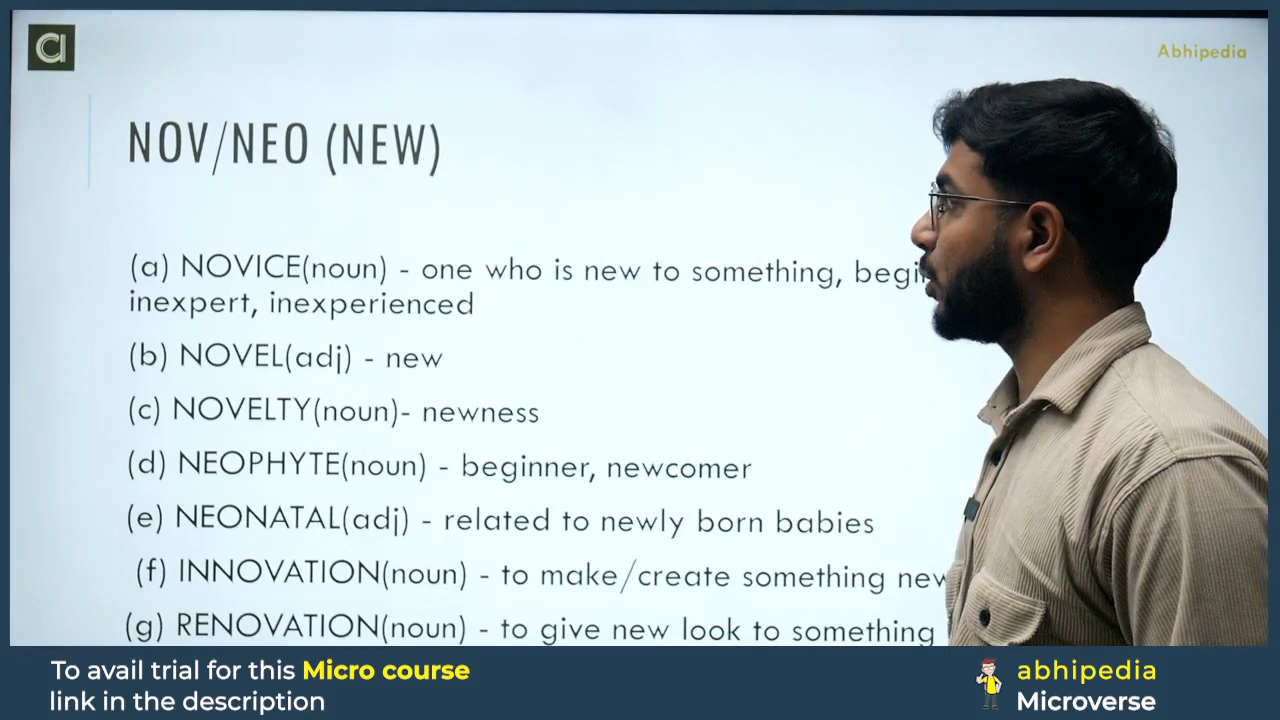 a
Abhipedia
NOV/NEO (NEW)
(a) NOVICE(noun) - one who is new to something,
inexpert, inexperienced
(b) NOVEL(adj) - new
(c) NOVELTY(noun)- newness
(d) NEOPHYTE(noun) - beginner, newcomer
(e) NEONATAL(adj) - related to newly born babies
(f) INNOVATION(noun) - to make/create something new
(g) RENOVATION(noun) - to give new look to something
To avail trial for this Micro course
link in the description
abhipedia
Microverse